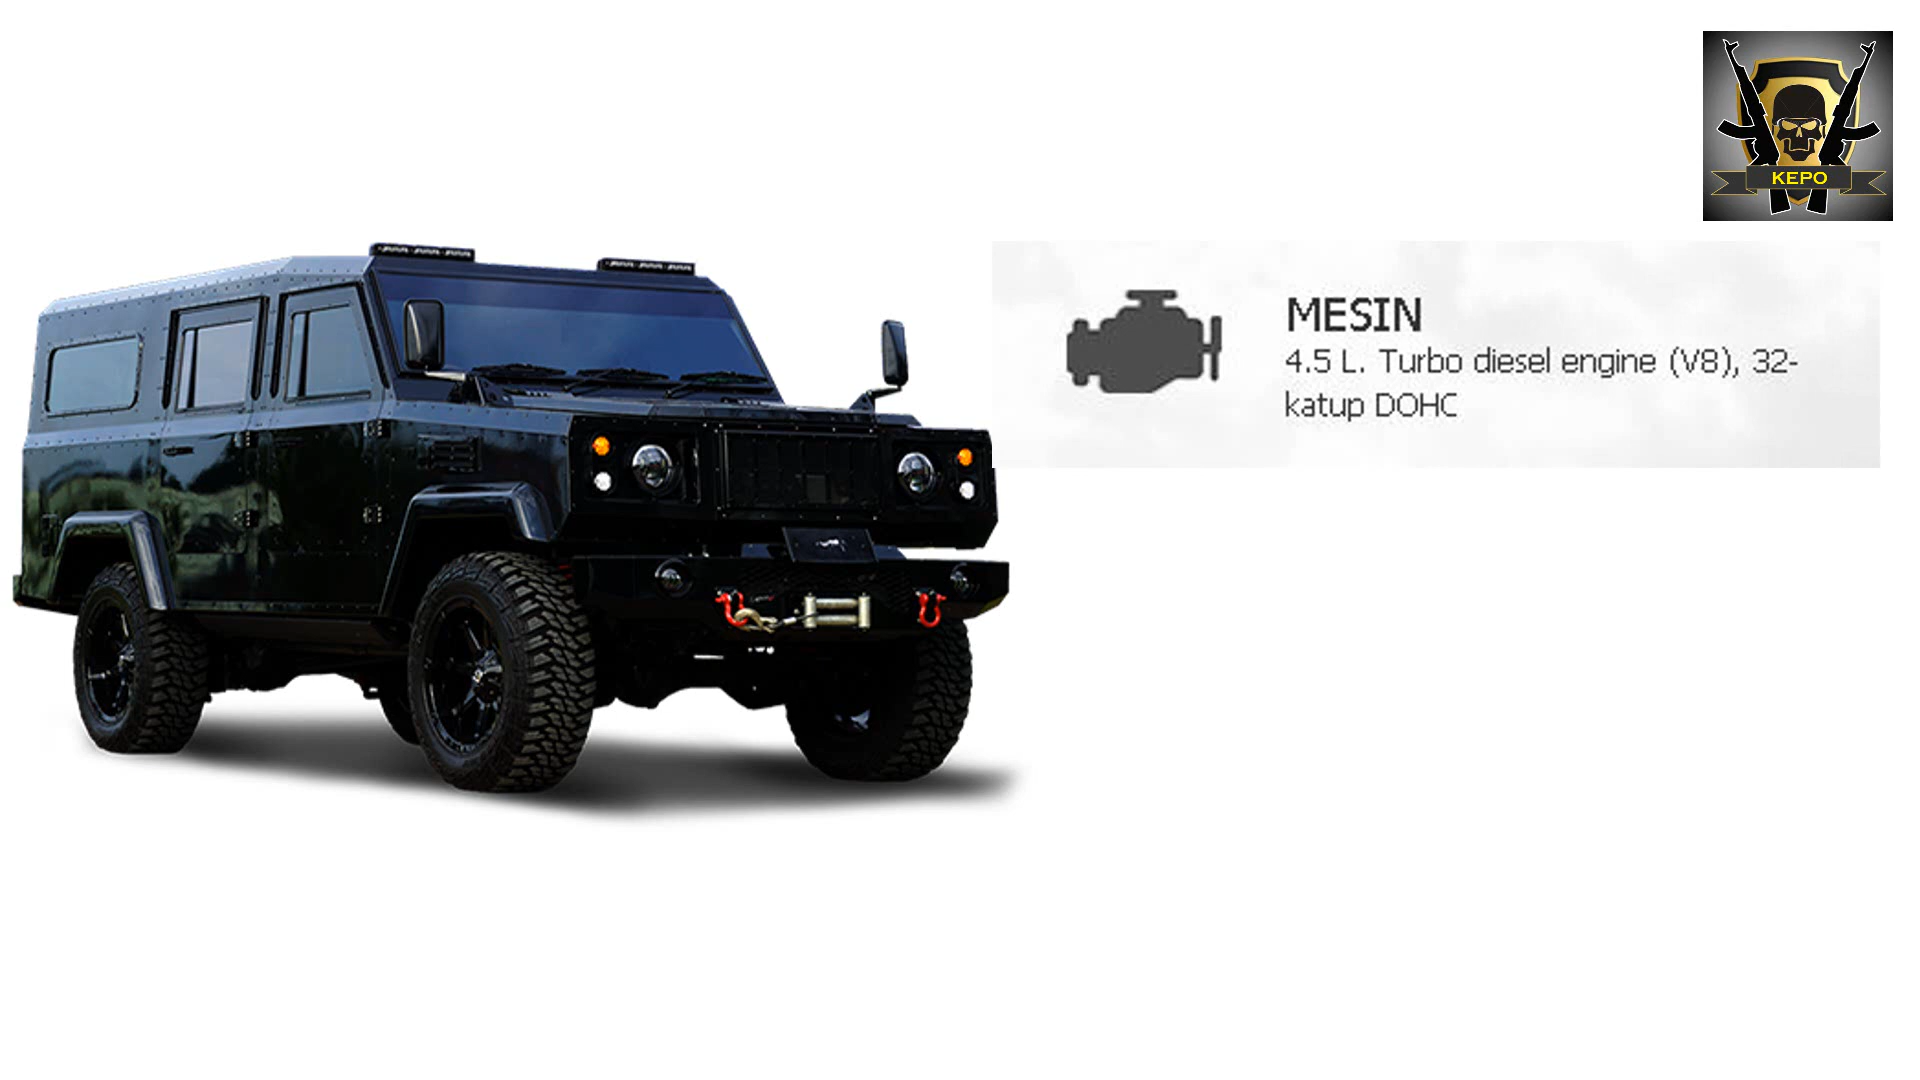 KEPO
MESIN
4.5 L. Turbo diesel engine (V8), 32-
katup DOHC